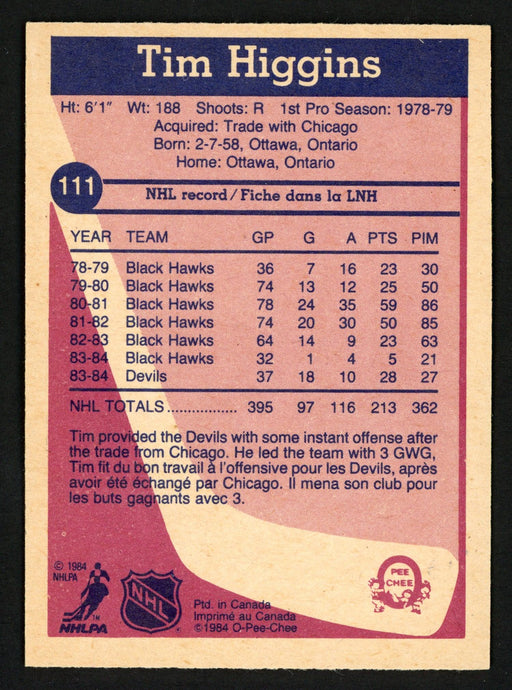 Tim Higgins
Ht: 6'1" Wt: 188 Shoots: R 1st Pro Season: 1978-79
Acquired: Trade with Chicago
Born: 2-7-58, Ottawa, Ontario
Home: Ottawa, Ontario
111
NHL record/Fiche dans la LNH
YEAR TEAM GP G A PTS PIM
78-79 Black Hawks 36 7 16 23 30
79-80 Black Hawks 74 13 12 25 50
80-81 Black Hawks 78 24 35 59 86
81-82 Black Hawks 74 20 30 50 85
82-83 Black Hawks 64 14 9 23 63
83-84 Black Hawks 32 1 4 5 21
83-84 Devils 37 18 10 28 27
NHL TOTALS................. 395 97 116 213 362
Tim provided the Devils with some instant offense after
the trade from Chicago. He led the team with 3 GWG,
Tim fit du bon travail à l'offensive pour les Devils, après
avoir été échangé par Chicago. Il mena son club pour
les buts gagnants avec 3.
© 1984
NHLPA
TM
NHLPA
NHL
Ptd. in Canada
Imprimé au Canada
©1984 O-Pee-Chee
PEE
CHEE